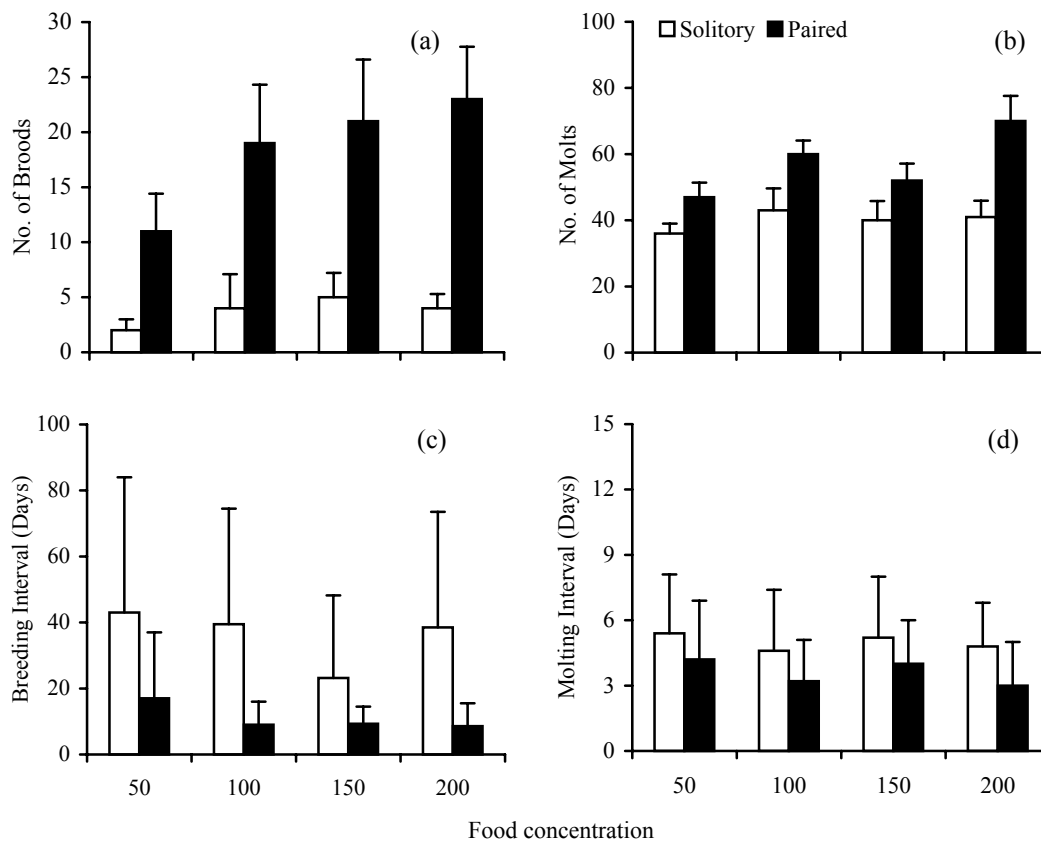 (a)
No. of Broods
30
25
20
15
10
5
0
Solitory Paired
(b)
No. of Molts
100
80
60
40
20
0
(c)
Breeding Interval (Days)
100
80
60
40
20
0
50 100 150 200
(d)
Molting Interval (Days)
15
12
9
6
3
0
50 100 150 200
Food concentration